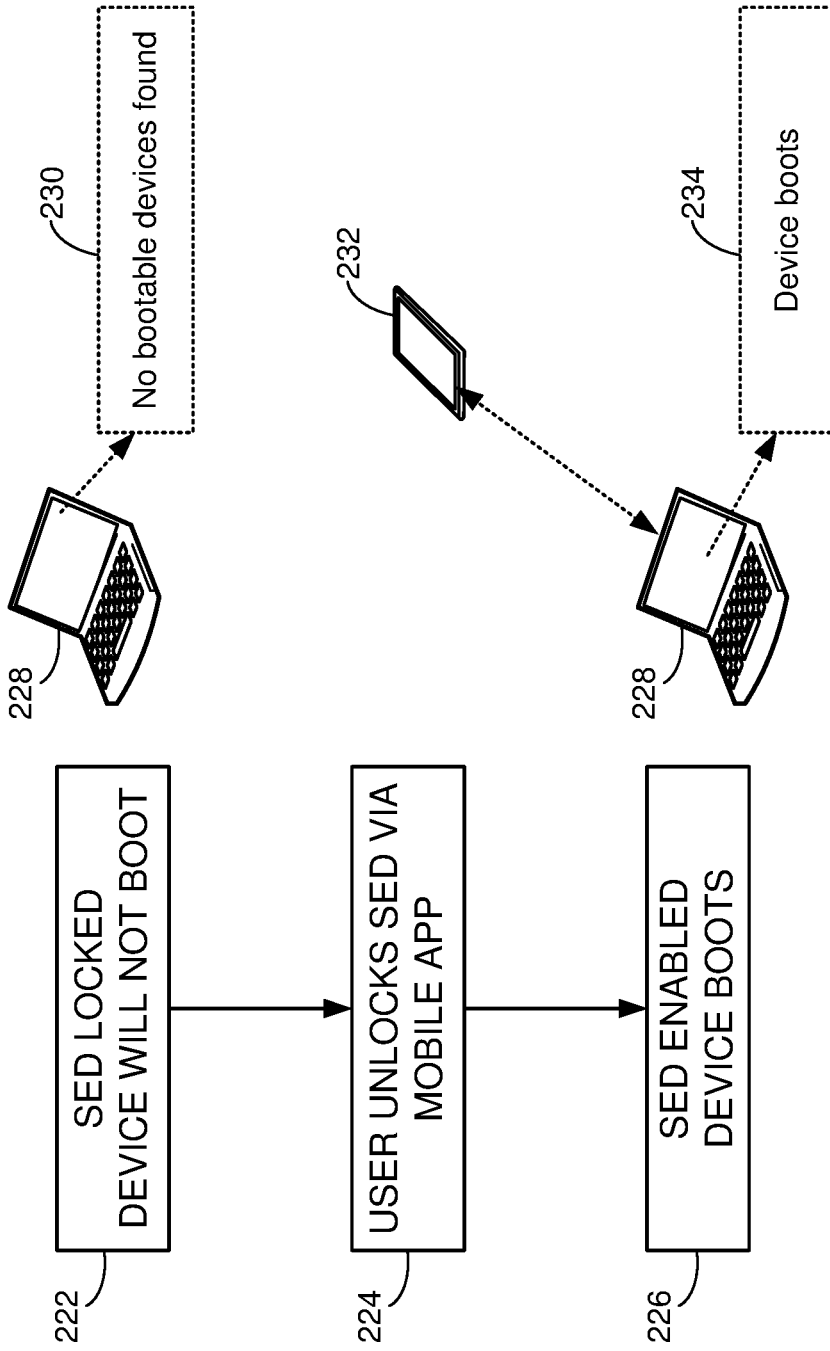 222
SED LOCKED
DEVICE WILL NOT BOOT
228
230
No bootable devices found
224
USER UNLOCKS SED VIA
MOBILE APP
232
226
SED ENABLED
DEVICE BOOTS
228
234
Device boots